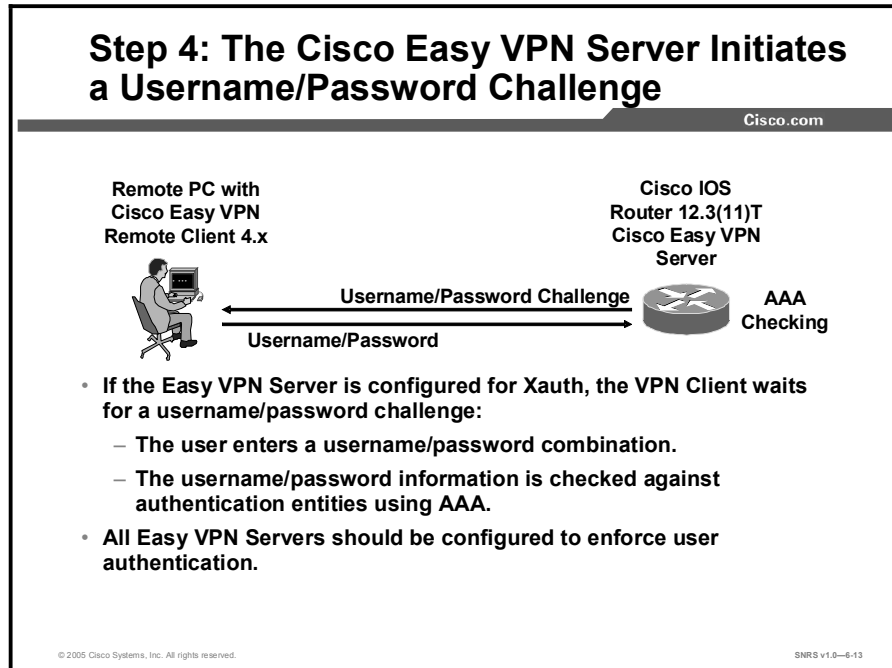 Step 4: The Cisco Easy VPN Server Initiates
a Username/Password Challenge
Cisco.com
Remote PC with
Cisco Easy VPN
Remote Client 4.x
Cisco IOS
Router 12.3(11)T
Cisco Easy VPN
Server
Username/Password Challenge
Username/Password
AAA
Checking
• If the Easy VPN Server is configured for Xauth, the VPN Client waits
for a username/password challenge:
– The user enters a username/password combination.
– The username/password information is checked against
authentication entities using AAA.
• All Easy VPN Servers should be configured to enforce user
authentication.
© 2005 Cisco Systems, Inc. All rights reserved.
SNRS v1.0—6-13